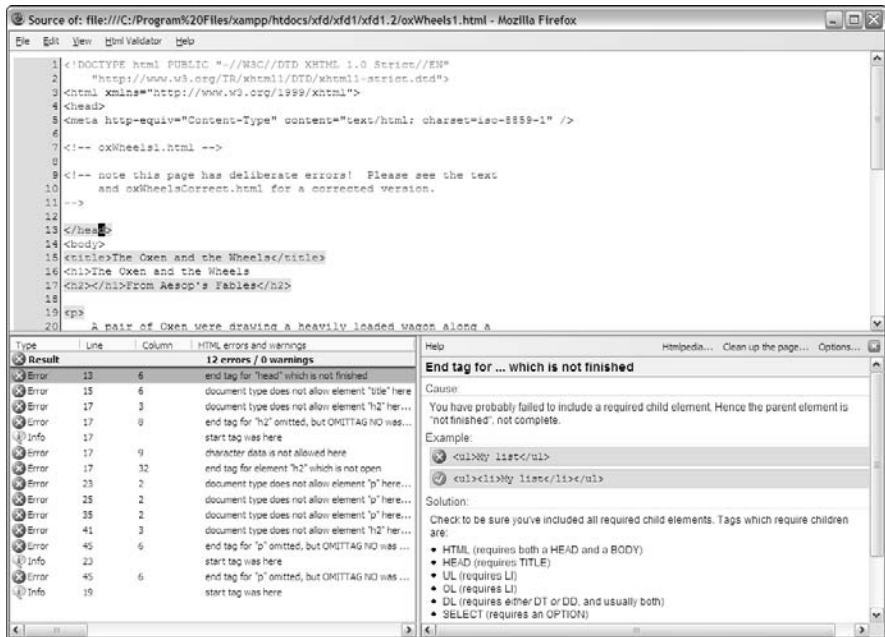 Source of: file:///C:/Program%20Files/xampp/htdocs/xfd/xfd1/xfd1.2/oxWheels1.html - Mozilla Firefox
File Edit View Html Validator Help
1 <!DOCTYPE html PUBLIC "-//W3C//DTD XHTML 1.0 Strict//EN"
2 "http://www.w3.org/TR/xhtml1/DTD/xhtml1-strict.dtd">
3 <html xmlns="http://www.w3.org/1999/xhtml">
4 <head>
5 <meta http-equiv="Content-Type" content="text/html; charset=iso-8859-1" />
6
7 <!-- oxWheels1.html -->
8
9 <!-- note this page has deliberate errors! Please see the text
10 and oxWheelsCorrect.html for a corrected version.
11 -->
12
13 </head>
14 <body>
15 <title>The Oxen and the Wheels</title>
16 <h1>The Oxen and the Wheels
17 <h2></h1>From Aesop's Fables</h2>
18
19 <p>
20 A pair of Oxen were drawing a heavily loaded wagon along a
Type Line Column HTML errors and warnings
Result 12 errors / 0 warnings
Error 13 6 end tag for "head" which is not finished
Error 15 6 document type does not allow element "title" here
Error 17 3 document type does not allow element "h2" her...
Error 17 8 end tag for "h2" omitted, but OMITTAG NO was...
Info 17 start tag was here
Error 17 9 character data is not allowed here
Error 17 32 end tag for element "h2" which is not open
Error 23 2 document type does not allow element "p" here...
Error 25 2 document type does not allow element "p" here...
Error 35 2 document type does not allow element "p" here...
Error 41 3 document type does not allow element "h2" her...
Error 45 6 end tag for "p" omitted, but OMITTAG NO was ...
Info 23 start tag was here
Error 45 6 end tag for "p" omitted, but OMITTAG NO was ...
Info 19 start tag was here
Help Htmlpedia... Clean up the page... Options...
End tag for ... which is not finished
Cause:
You have probably failed to include a required child element. Hence the parent element is
"not finished", not complete.
Example:
<ul>My list</ul>
<ul><li>My list</li></ul>
Solution:
Check to be sure you've included all required child elements. Tags which require children
are:
• HTML (requires both a HEAD and a BODY)
• HEAD (requires TITLE)
• UL (requires LI)
• OL (requires LI)
• DL (requires either DT or DD, and usually both)
• SELECT (requires an OPTION)